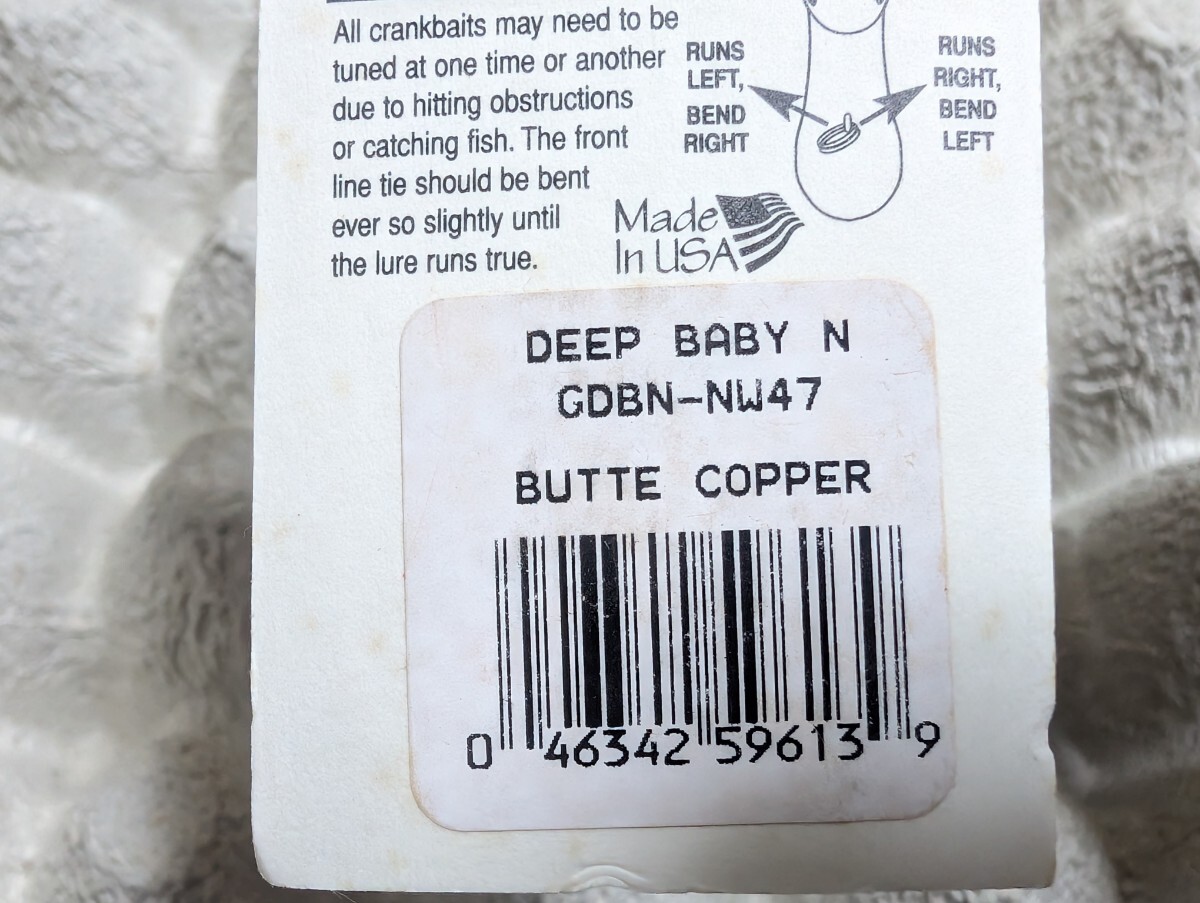 All crankbaits may need to be
tuned at one time or another
due to hitting obstructions
or catching fish. The front
line tie should be bent
ever so slightly until
the lure runs true.
RUNS
LEFT,
BEND
RIGHT
RUNS
RIGHT,
BEND
LEFT
Made
In USA
DEEP BABY N
GDBN-NW47
BUTTE COPPER
0 46342 59613 9